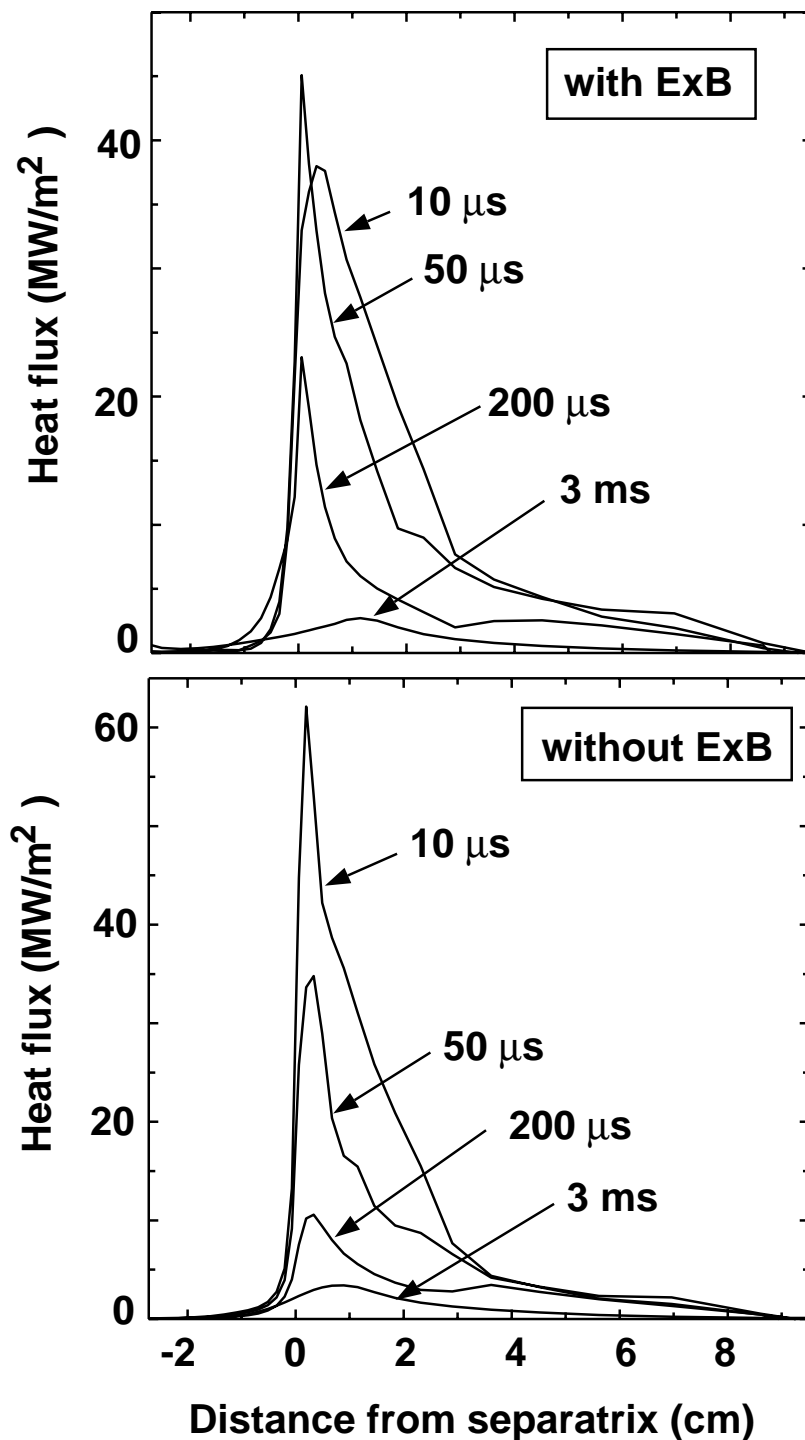 with ExB
10 μs
50 μs
200 μs
3 ms
40
20
0
Heat flux (MW/m²)
without ExB
10 μs
50 μs
200 μs
3 ms
60
40
20
0
Heat flux (MW/m²)
-2 0 2 4 6 8
Distance from separatrix (cm)